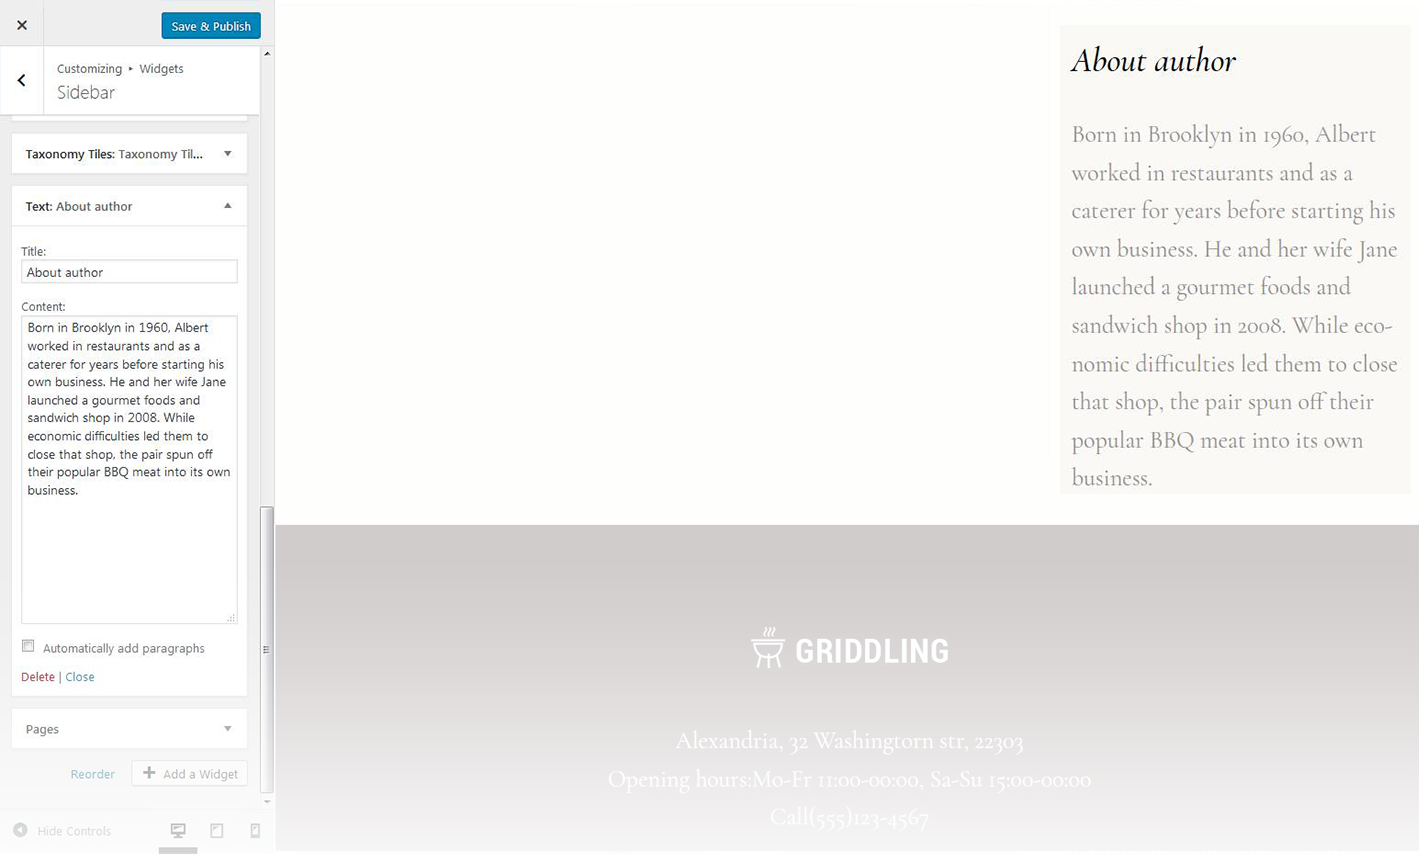 Save & Publish
Customizing ▸ Widgets
Sidebar
Taxonomy Tiles: Taxonomy Til...
Text: About author
Title:
About author
Content:
Born in Brooklyn in 1960, Albert
worked in restaurants and as a
caterer for years before starting his
own business. He and her wife Jane
launched a gourmet foods and
sandwich shop in 2008. While
economic difficulties led them to
close that shop, the pair spun off
their popular BBQ meat into its own
business.
Automatically add paragraphs
Delete | Close
Pages
Reorder
Add a Widget
Hide Controls
About author
Born in Brooklyn in 1960, Albert
worked in restaurants and as a
caterer for years before starting his
own business. He and her wife Jane
launched a gourmet foods and
sandwich shop in 2008. While eco-
nomic difficulties led them to close
that shop, the pair spun off their
popular BBQ meat into its own
business.
GRIDDLING
Alexandria, 32 Washingtorn str, 22303
Opening hours:Mo-Fr 11:00-00:00, Sa-Su 15:00-00:00
Call(555)123-4567